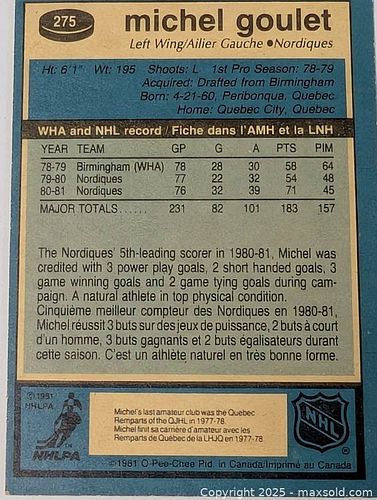 275
michel goulet
Left Wing/Ailier Gauche ●Nordiques
Ht: 6'1" Wt: 195 Shoots: L 1st Pro Season: 78-79
Acquired: Drafted from Birmingham
Born: 4-21-60, Peribonqua, Quebec
Home: Quebec City, Quebec
WHA and NHL record / Fiche dans l'AMH et la LNH
YEAR TEAM GP G A PTS PIM
78-79 Birmingham (WHA) 78 28 30 58 64
79-80 Nordiques 77 22 32 54 48
80-81 Nordiques 76 32 39 71 45
MAJOR TOTALS...... 231 82 101 183 157
The Nordiques' 5th-leading scorer in 1980-81, Michel was
credited with 3 power play goals, 2 short handed goals, 3
game winning goals and 2 game tying goals during cam-
paign. A natural athlete in top physical condition.
Cinquième meilleur compteur des Nordiques en 1980-81,
Michel réussit 3 buts sur des jeux de puissance, 2 buts à court
d'un homme, 3 buts gagnants et 2 buts égalisateurs durant
cette saison. C'est un athlète naturel en très bonne forme.
©1981
NHLPA
NHLPA
Michel's last amateur club was the Quebec
Remparts of the QJHL in 1977-78
Michel finit sa carrière d'amateur avec les
Remparts de Québec de la LHJQ en 1977-78
NHL
©1981 O-Pee-Chee Ptd. in Canada/Imprimé au Canada
Copyright 2025 - maxsold.com